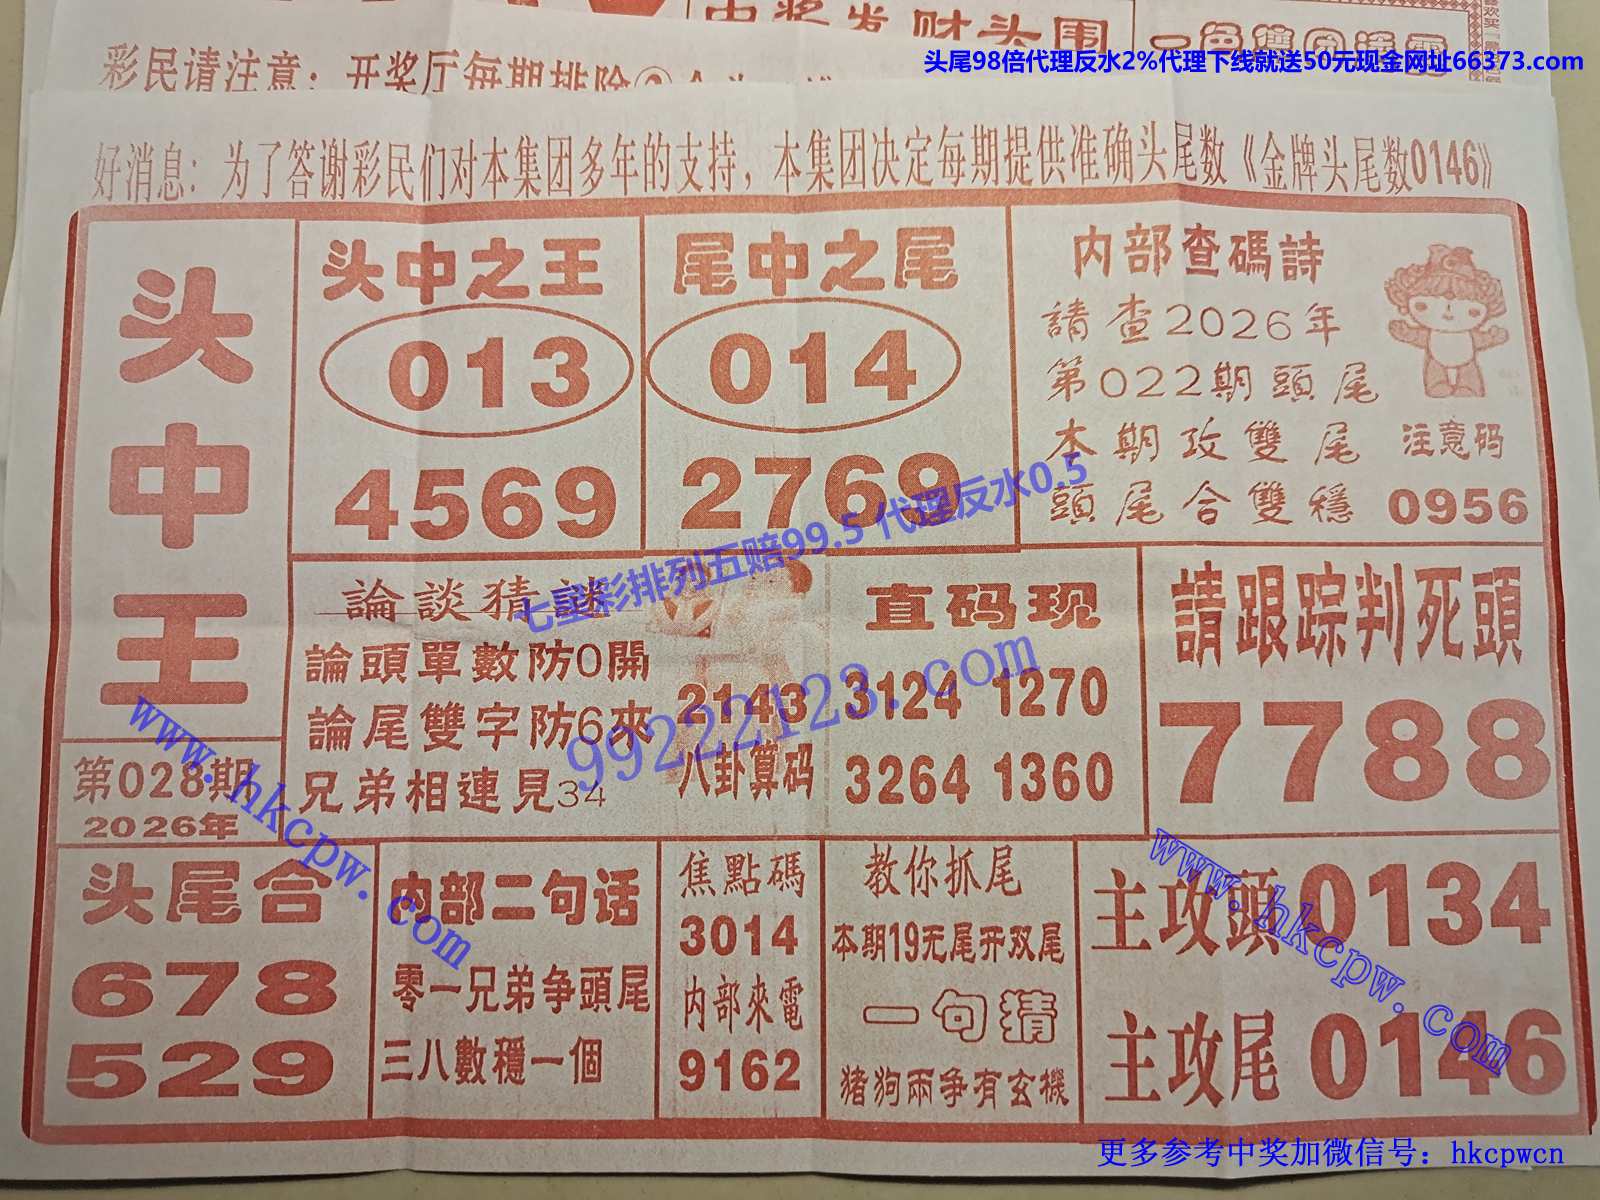 中奖发财头围
头尾98倍代理反水2%代理下线就送50元现金网址66373.com
彩民请注意：开奖厅每期排除
好消息：为了答谢彩民们对本集团多年的支持，本集团决定每期提供准确头尾数《金牌头尾数0146》
头中王
第028期
2026年
头中之王
013
4569
尾中之尾
014
2769
内部查碼詩
請查2026年
第022期頭尾
本期攻雙尾
頭尾合雙穩
注意码
0956
七星彩排列五赔99.5 代理反水0.5
論談猜謎
論頭單數防0開
論尾雙字防6來
兄弟相連見34
2143
八卦算码
99222123.com
直码现
3124 1270
3264 1360
請跟踪判死頭
7788
www.hkcpw.com
头尾合
678
529
内部二句话
零一兄弟争頭尾
三八數穩一個
焦點碼
3014
内部來電
9162
教你抓尾
本期19无尾开双尾
一句猜
猪狗兩争有玄機
主攻頭0134
主攻尾0146
www.hkcpw.com
更多参考中奖加微信号：hkcpwcn